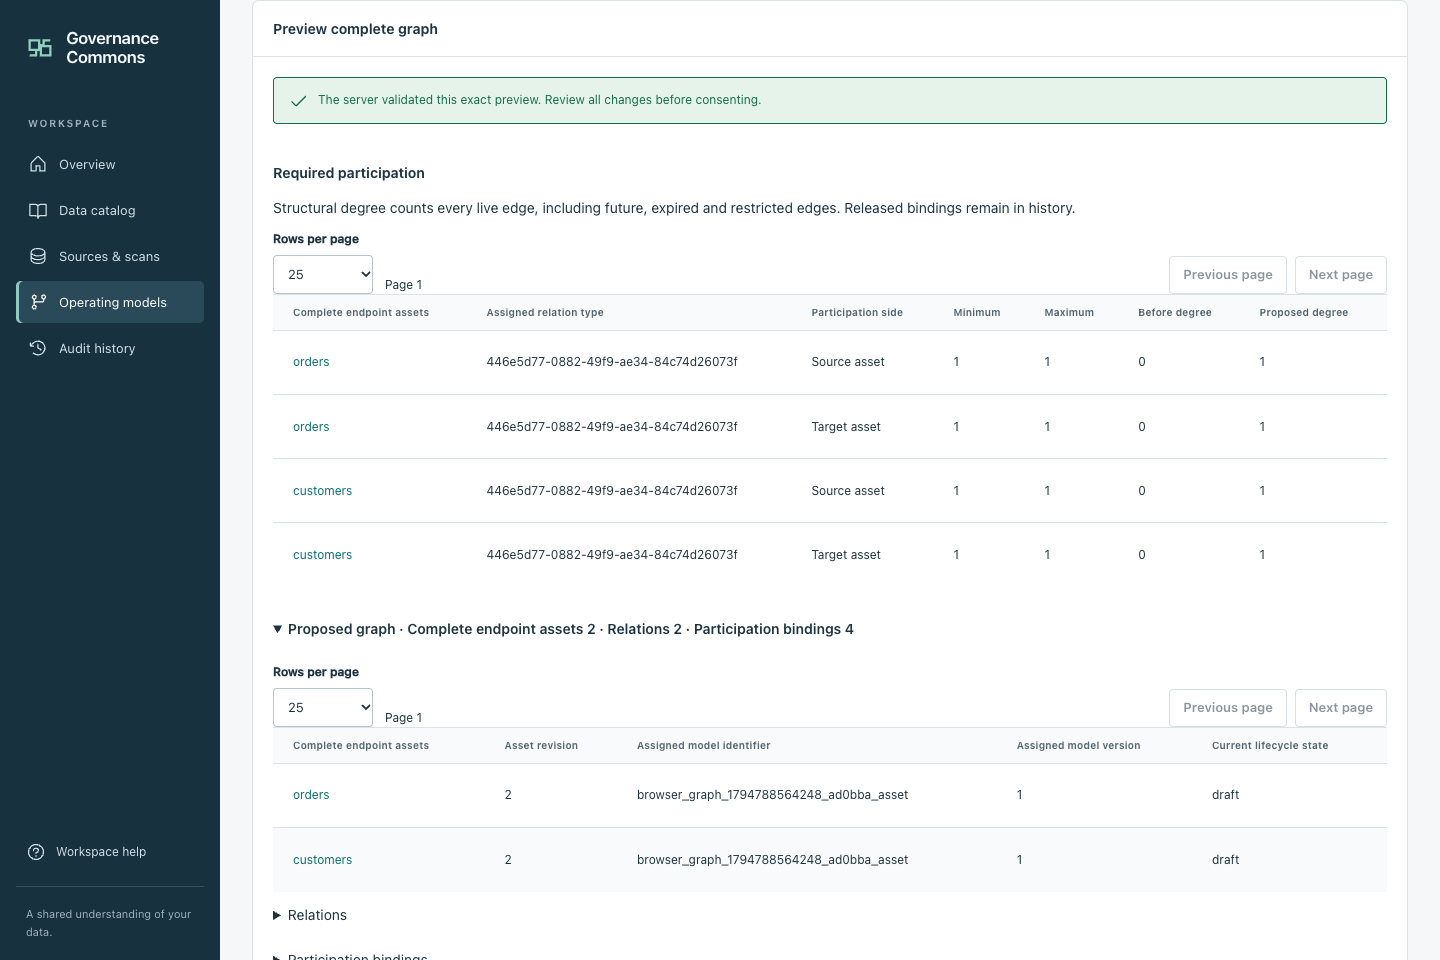 Governance
Commons
WORKSPACE
Overview
Data catalog
Sources & scans
Operating models
Audit history
Workspace help
A shared understanding of your
data.
Preview complete graph
The server validated this exact preview. Review all changes before consenting.
Required participation
Structural degree counts every live edge, including future, expired and restricted edges. Released bindings remain in history.
Rows per page
25 Page 1 Previous page Next page
Complete endpoint assets Assigned relation type Participation side Minimum Maximum Before degree Proposed degree
orders 446e5d77-0882-49f9-ae34-84c74d26073f Source asset 1 1 0 1
orders 446e5d77-0882-49f9-ae34-84c74d26073f Target asset 1 1 0 1
customers 446e5d77-0882-49f9-ae34-84c74d26073f Source asset 1 1 0 1
customers 446e5d77-0882-49f9-ae34-84c74d26073f Target asset 1 1 0 1
Proposed graph · Complete endpoint assets 2 · Relations 2 · Participation bindings 4
Rows per page
25 Page 1 Previous page Next page
Complete endpoint assets Asset revision Assigned model identifier Assigned model version Current lifecycle state
orders 2 browser_graph_1794788564248_ad0bba_asset 1 draft
customers 2 browser_graph_1794788564248_ad0bba_asset 1 draft
Relations
Participation bindings